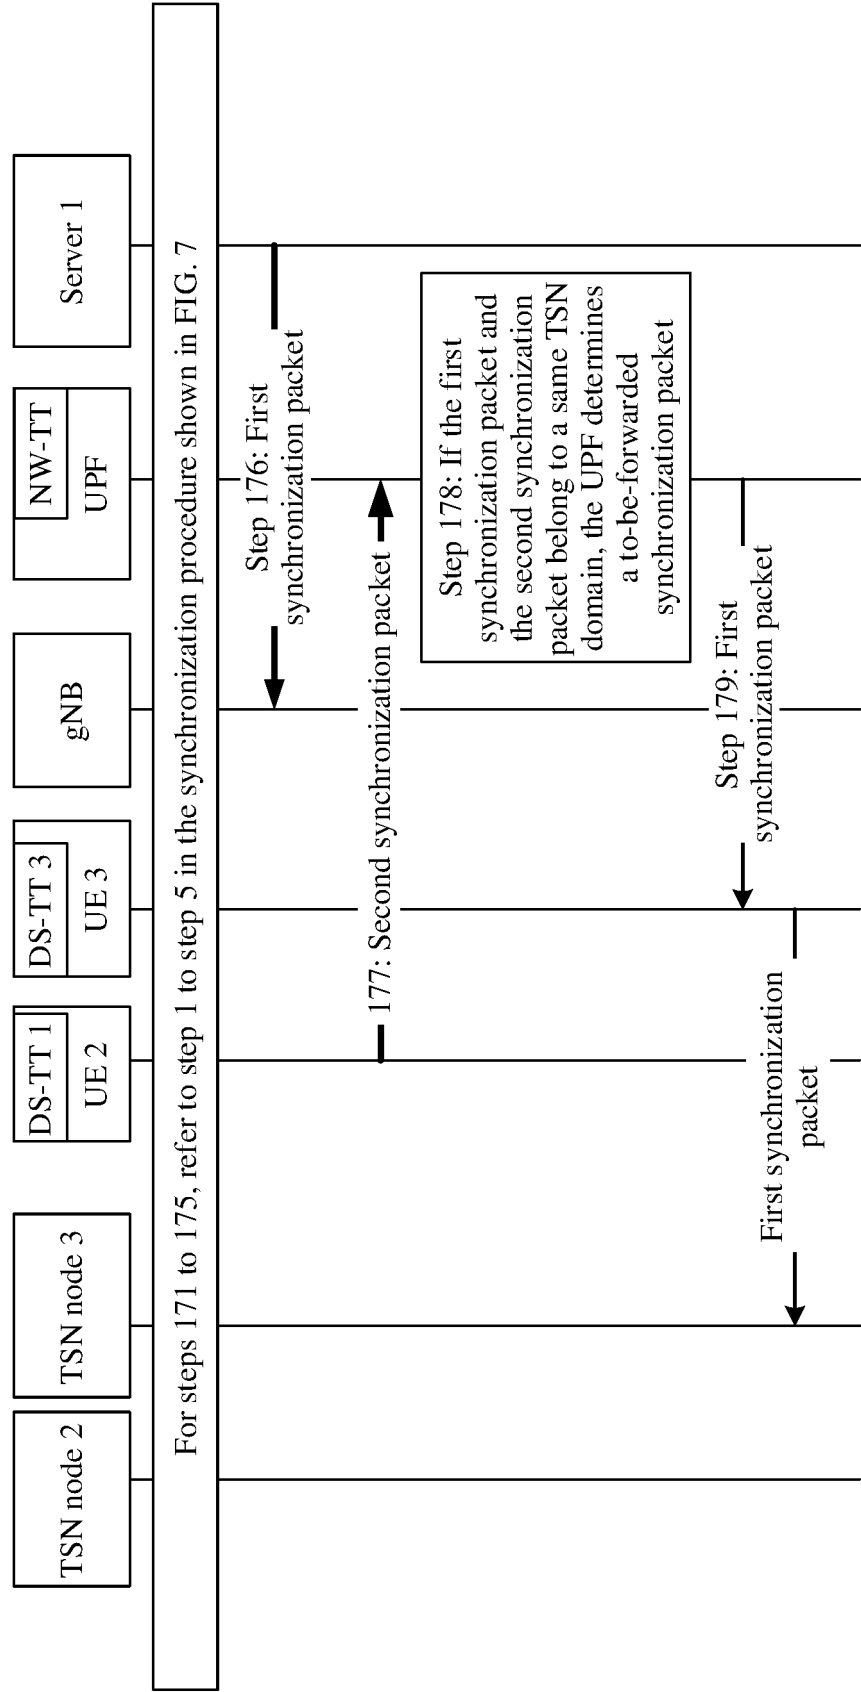 TSN node 2
TSN node 3
DS-TT 1
UE 2
DS-TT 3
UE 3
gNB
NW-TT
UPF
Server 1
For steps 171 to 175, refer to step 1 to step 5 in the synchronization procedure shown in FIG. 7
Step 176: First
synchronization packet
177: Second synchronization packet
Step 178: If the first
synchronization packet and
the second synchronization
packet belong to a same TSN
domain, the UPF determines
a to-be-forwarded
synchronization packet
Step 179: First
synchronization packet
First synchronization
packet